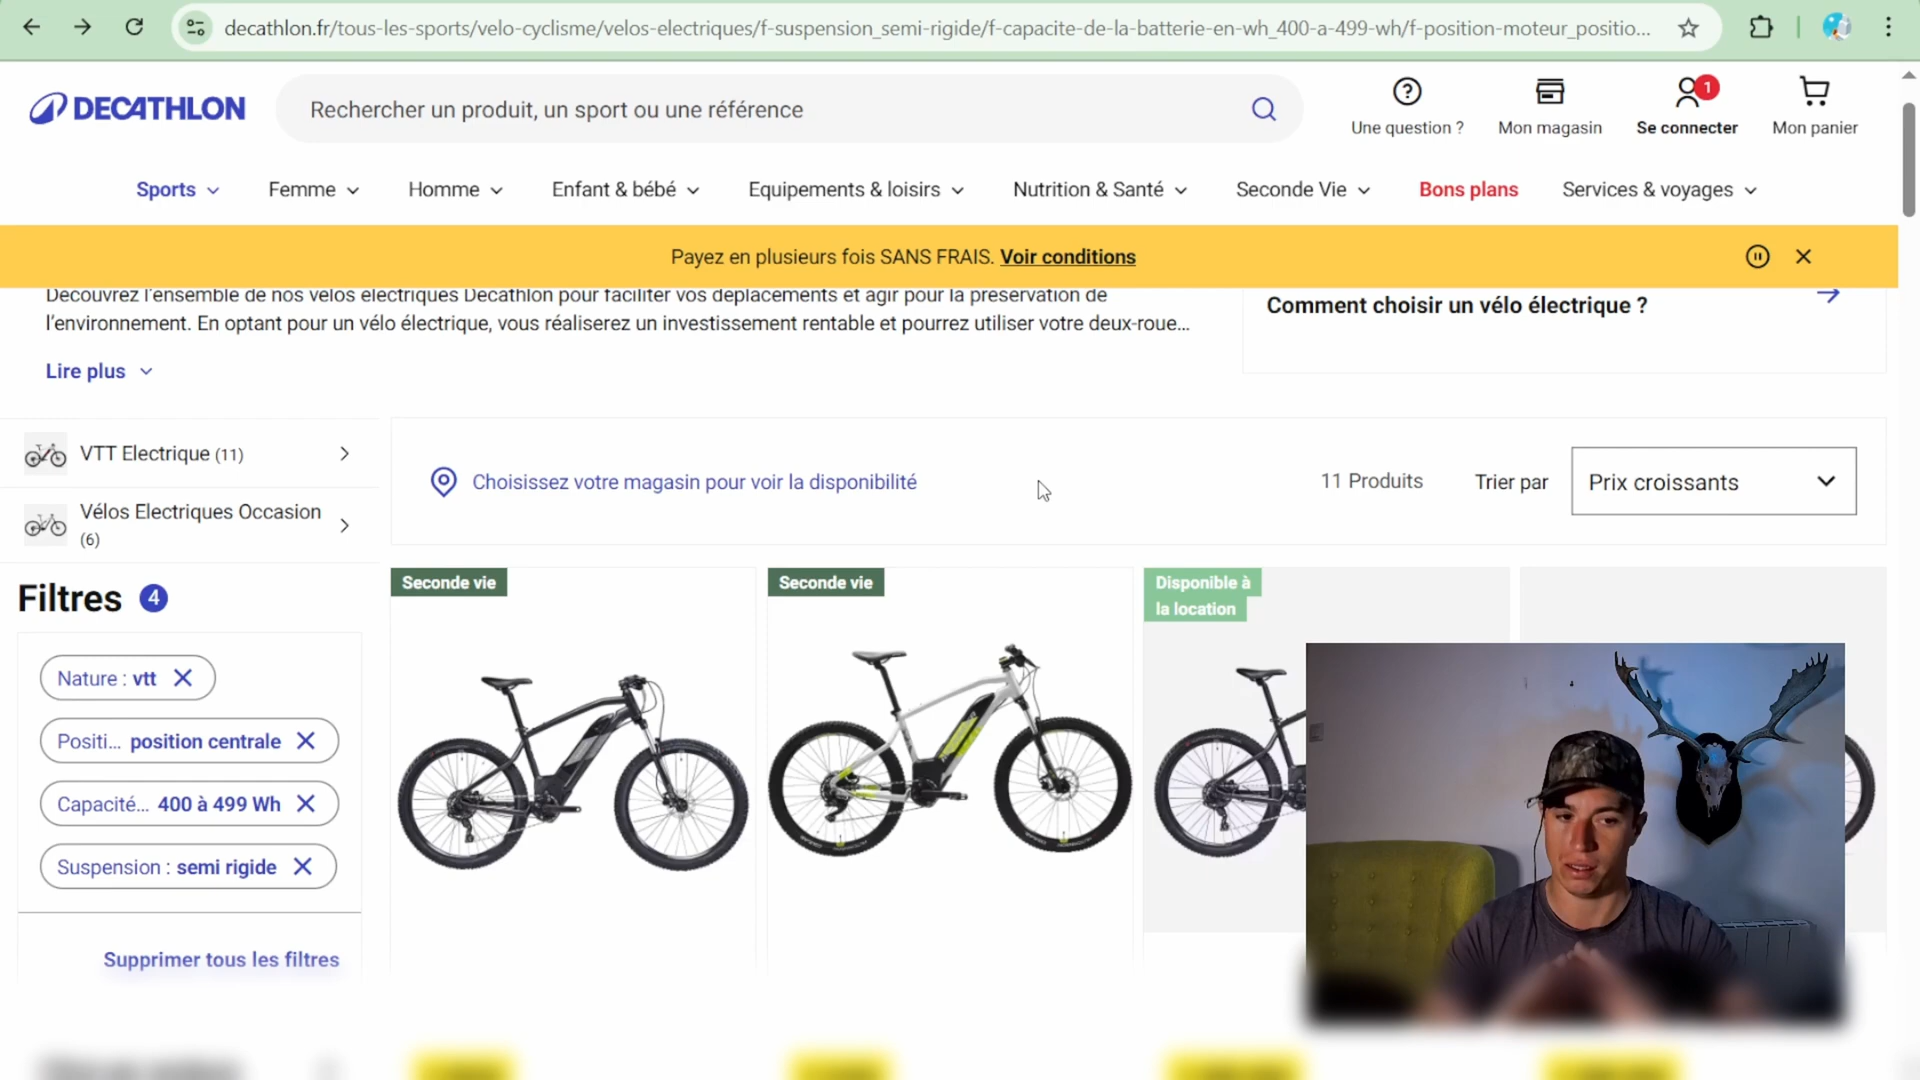 decathlon.fr/tous-les-sports/velo-cyclisme/velos-electriques/f-suspension_semi-rigide/f-capacite-de-la-batterie-en-wh_400-a-499-wh/f-position-moteur_positio...
DECATHLON
Rechercher un produit, un sport ou une référence
Une question ?
Mon magasin
1
Se connecter
Mon panier
Sports
Femme
Homme
Enfant & bébé
Equipements & loisirs
Nutrition & Santé
Seconde Vie
Bons plans
Services & voyages
Payez en plusieurs fois SANS FRAIS. Voir conditions
Découvrez l'ensemble de nos vélos électriques Decathlon pour faciliter vos déplacements et agir pour la préservation de
l'environnement. En optant pour un vélo électrique, vous réaliserez un investissement rentable et pourrez utiliser votre deux-roue...
Lire plus
Comment choisir un vélo électrique ?
VTT Electrique (11)
Vélos Electriques Occasion
(6)
Choisissez votre magasin pour voir la disponibilité
11 Produits
Trier par
Prix croissants
Filtres 4
Nature : vtt
Positi... position centrale
Capacité... 400 à 499 Wh
Suspension : semi rigide
Supprimer tous les filtres
Seconde vie
Seconde vie
Disponible à
la location